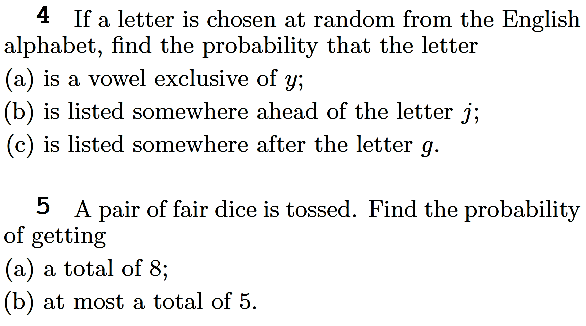 4 If a letter is chosen at random from the English
alphabet, find the probability that the letter
(a) is a vowel exclusive of y;
(b) is listed somewhere ahead of the letter j;
(c) is listed somewhere after the letter g.
5 A pair of fair dice is tossed. Find the probability
of getting
(a) a total of 8;
(b) at most a total of 5.